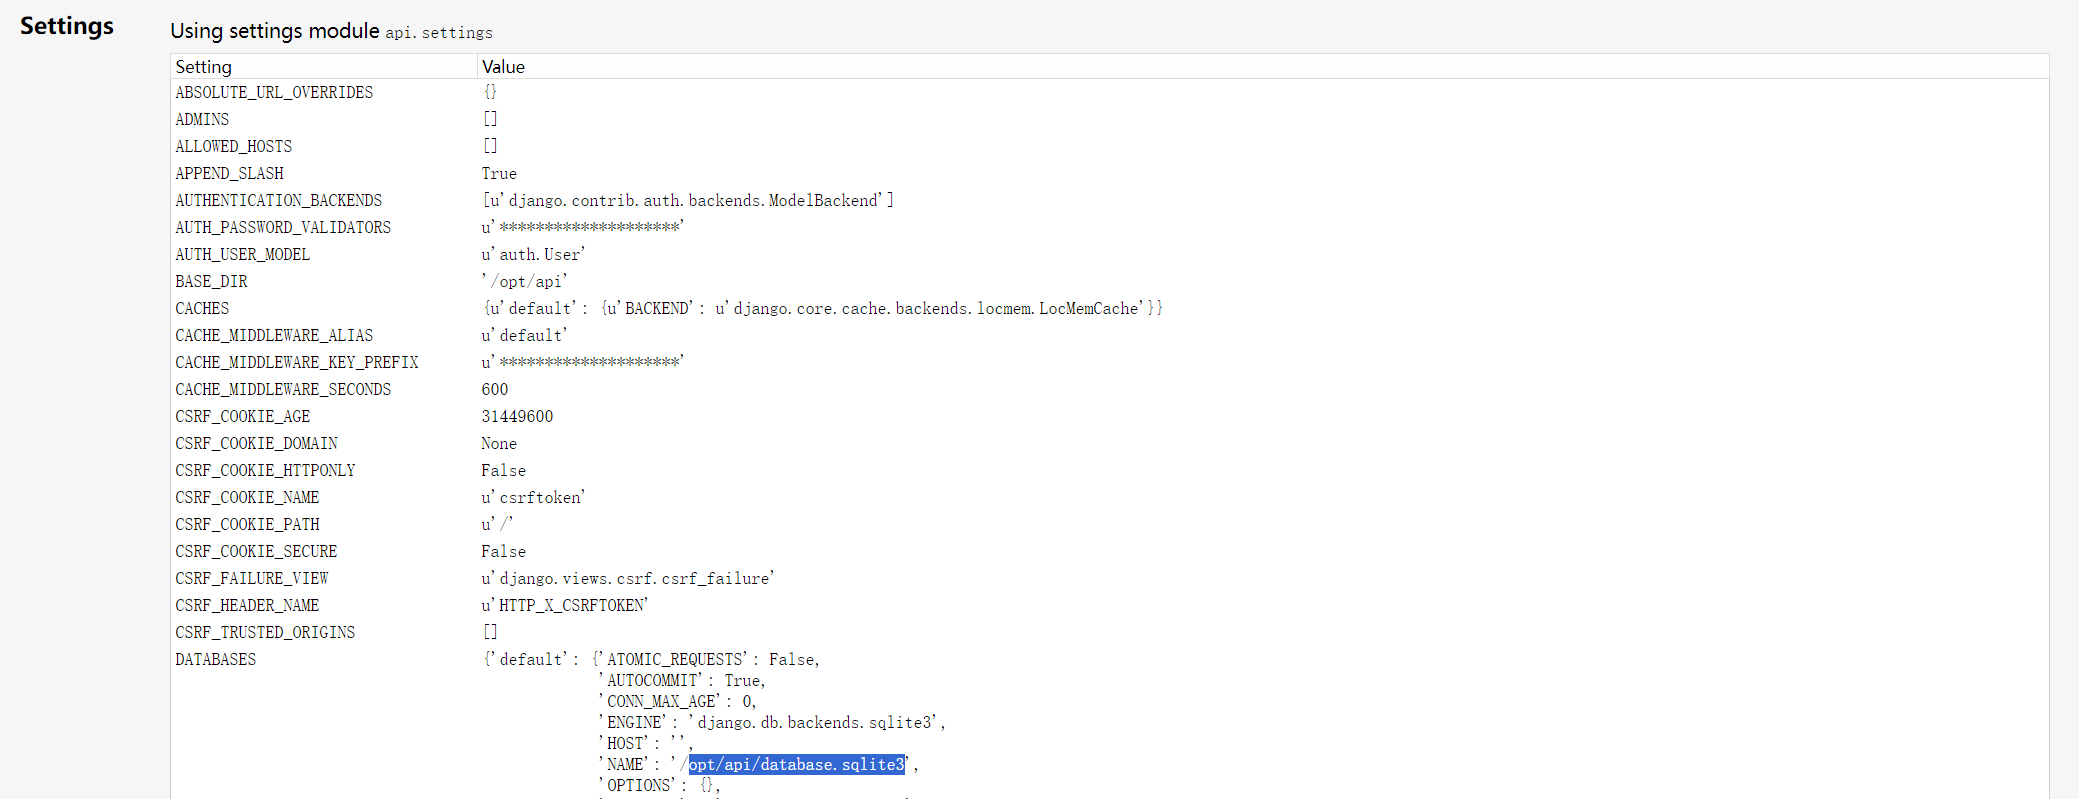 Settings
Using settings module api.settings
Setting Value
ABSOLUTE_URL_OVERRIDES {}
ADMINS []
ALLOWED_HOSTS []
APPEND_SLASH True
AUTHENTICATION_BACKENDS [u'django.contrib.auth.backends.ModelBackend']
AUTH_PASSWORD_VALIDATORS u'********************'
AUTH_USER_MODEL u'auth.User'
BASE_DIR '/opt/api'
CACHES {u'default': {u'BACKEND': u'django.core.cache.backends.locmem.LocMemCache'}}
CACHE_MIDDLEWARE_ALIAS u'default'
CACHE_MIDDLEWARE_KEY_PREFIX u'********************'
CACHE_MIDDLEWARE_SECONDS 600
CSRF_COOKIE_AGE 31449600
CSRF_COOKIE_DOMAIN None
CSRF_COOKIE_HTTPONLY False
CSRF_COOKIE_NAME u'csrftoken'
CSRF_COOKIE_PATH u'/'
CSRF_COOKIE_SECURE False
CSRF_FAILURE_VIEW u'django.views.csrf.csrf_failure'
CSRF_HEADER_NAME u'HTTP_X_CSRFTOKEN'
CSRF_TRUSTED_ORIGINS []
DATABASES {'default': {'ATOMIC_REQUESTS': False,
'AUTOCOMMIT': True,
'CONN_MAX_AGE': 0,
'ENGINE': 'django.db.backends.sqlite3',
'HOST': '',
'NAME': '/opt/api/database.sqlite3',
'OPTIONS': {},